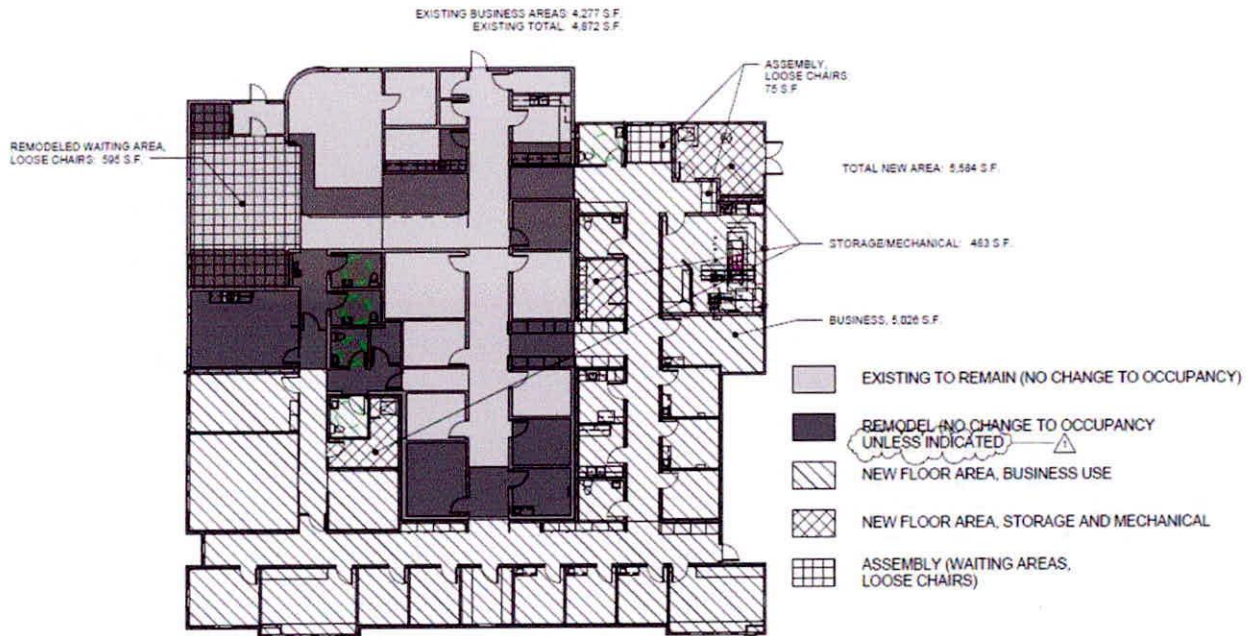 EXISTING BUSINESS AREAS: 4,277 S.F.
EXISTING TOTAL: 4,872 S.F.
ASSEMBLY,
LOOSE CHAIRS:
75 S.F.
REMODELED WAITING AREA,
LOOSE CHAIRS: 595 S.F.
TOTAL NEW AREA: 5,584 S.F.
STORAGE/MECHANICAL: 483 S.F.
BUSINESS, 5,026 S.F.
EXISTING TO REMAIN (NO CHANGE TO OCCUPANCY)
REMODEL (NO CHANGE TO OCCUPANCY
UNLESS INDICATED
1
NEW FLOOR AREA, BUSINESS USE
NEW FLOOR AREA, STORAGE AND MECHANICAL
ASSEMBLY (WAITING AREAS,
LOOSE CHAIRS)